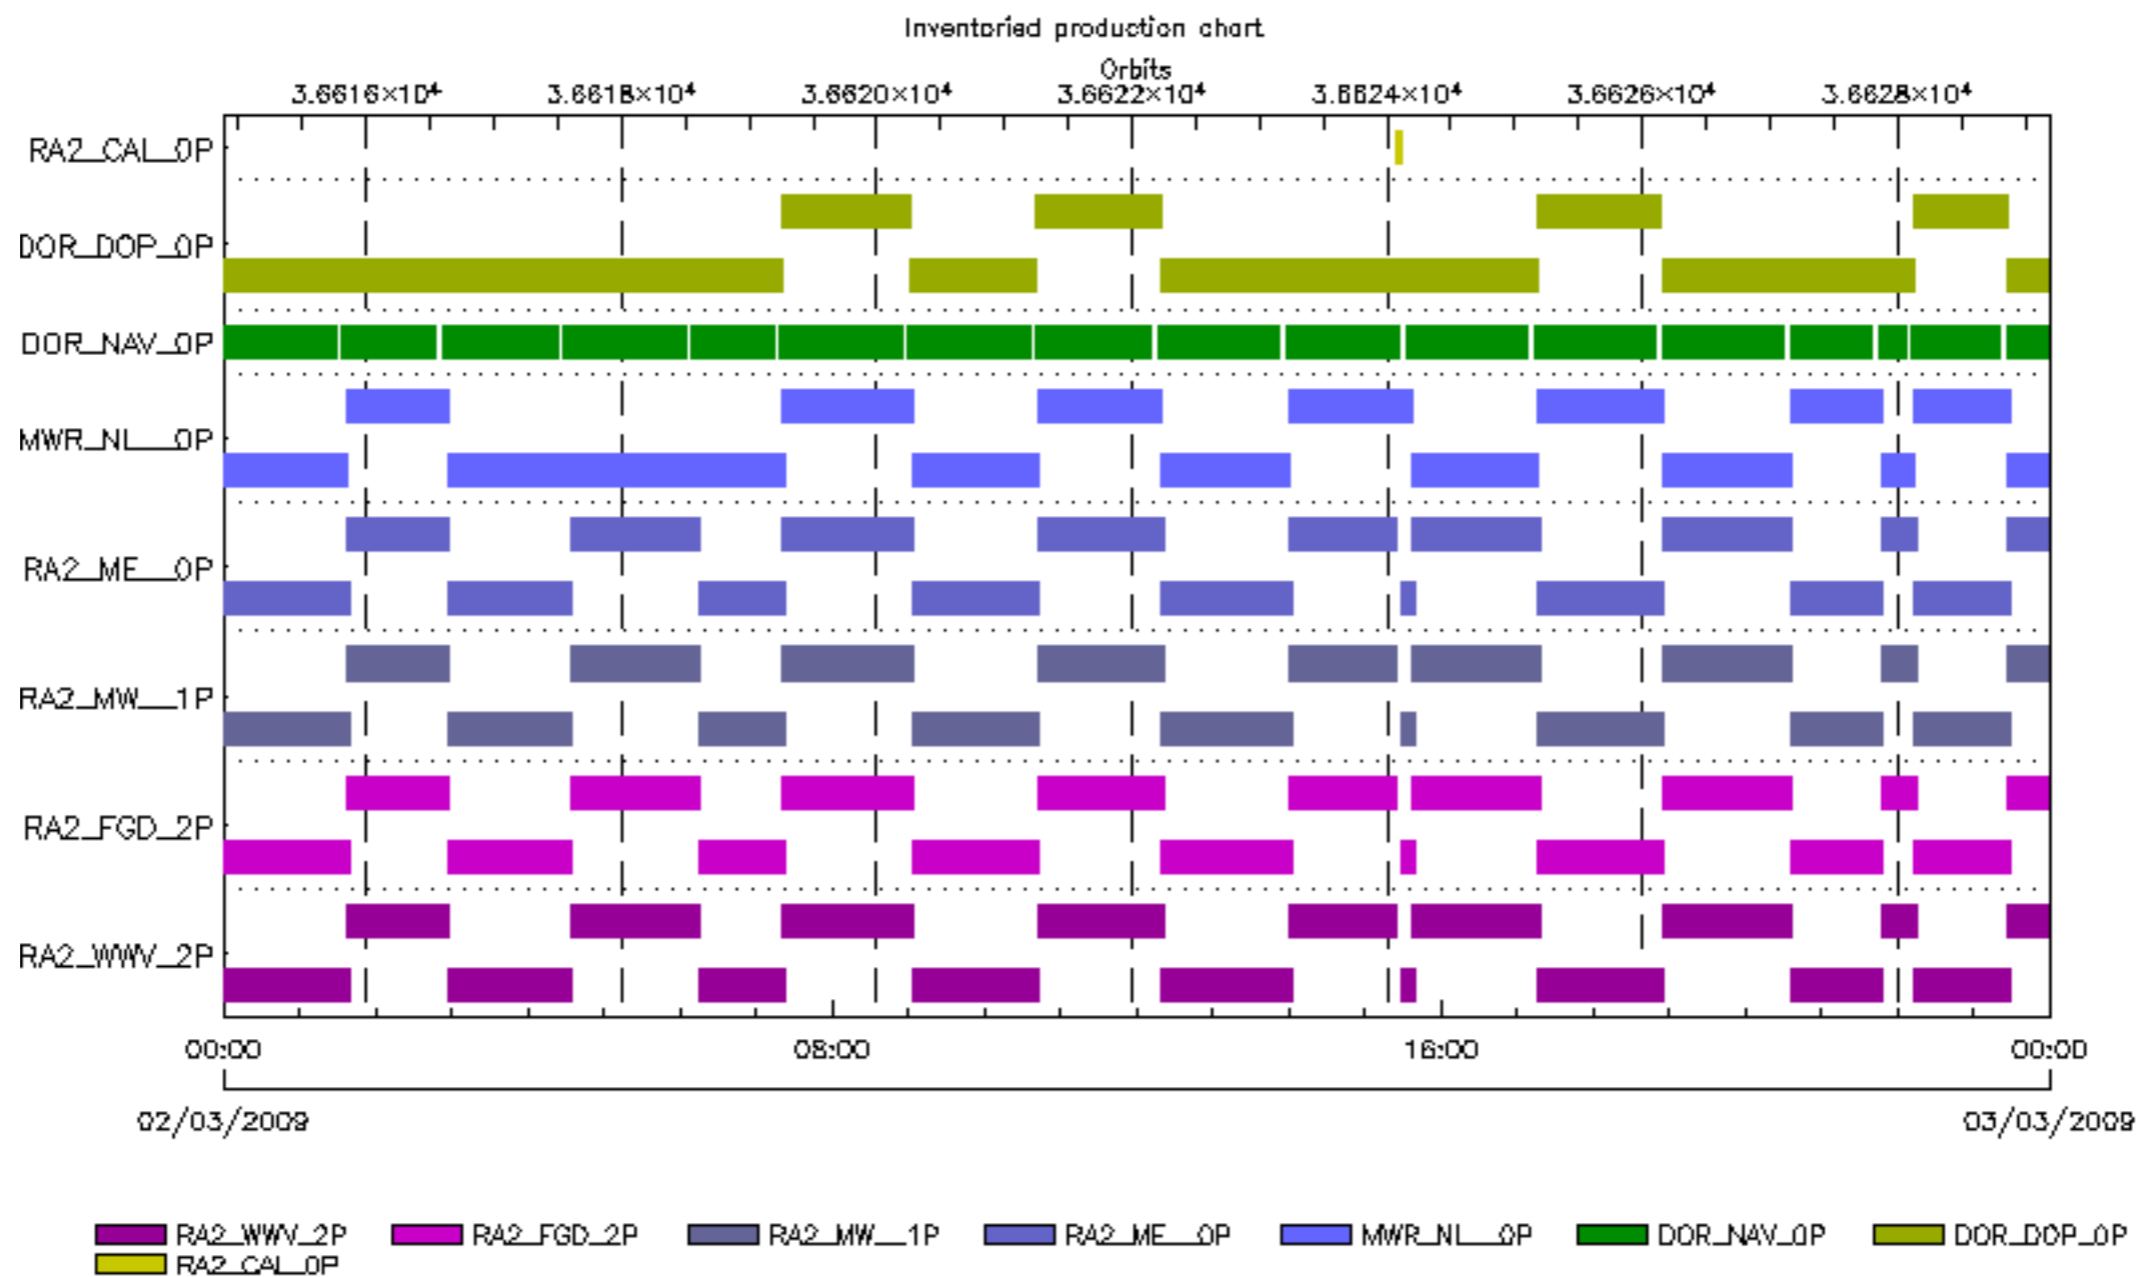 Inventoried production chart
Orbits
3.6616×10⁴ 3.6618×10⁴ 3.6620×10⁴ 3.6622×10⁴ 3.6624×10⁴ 3.6626×10⁴ 3.6628×10⁴
RA2_CAL_0P
DOR_DOP_0P
DOR_NAV_0P
MWR_NL__0P
RA2_ME__0P
RA2_MW__1P
RA2_FGD_2P
RA2_WWV_2P
00:00 08:00 16:00 00:00
02/03/2009 03/03/2009
RA2_WWV_2P RA2_FGD_2P RA2_MW__1P RA2_ME__0P MWR_NL__0P DOR_NAV_0P DOR_DOP_0P
RA2_CAL_0P